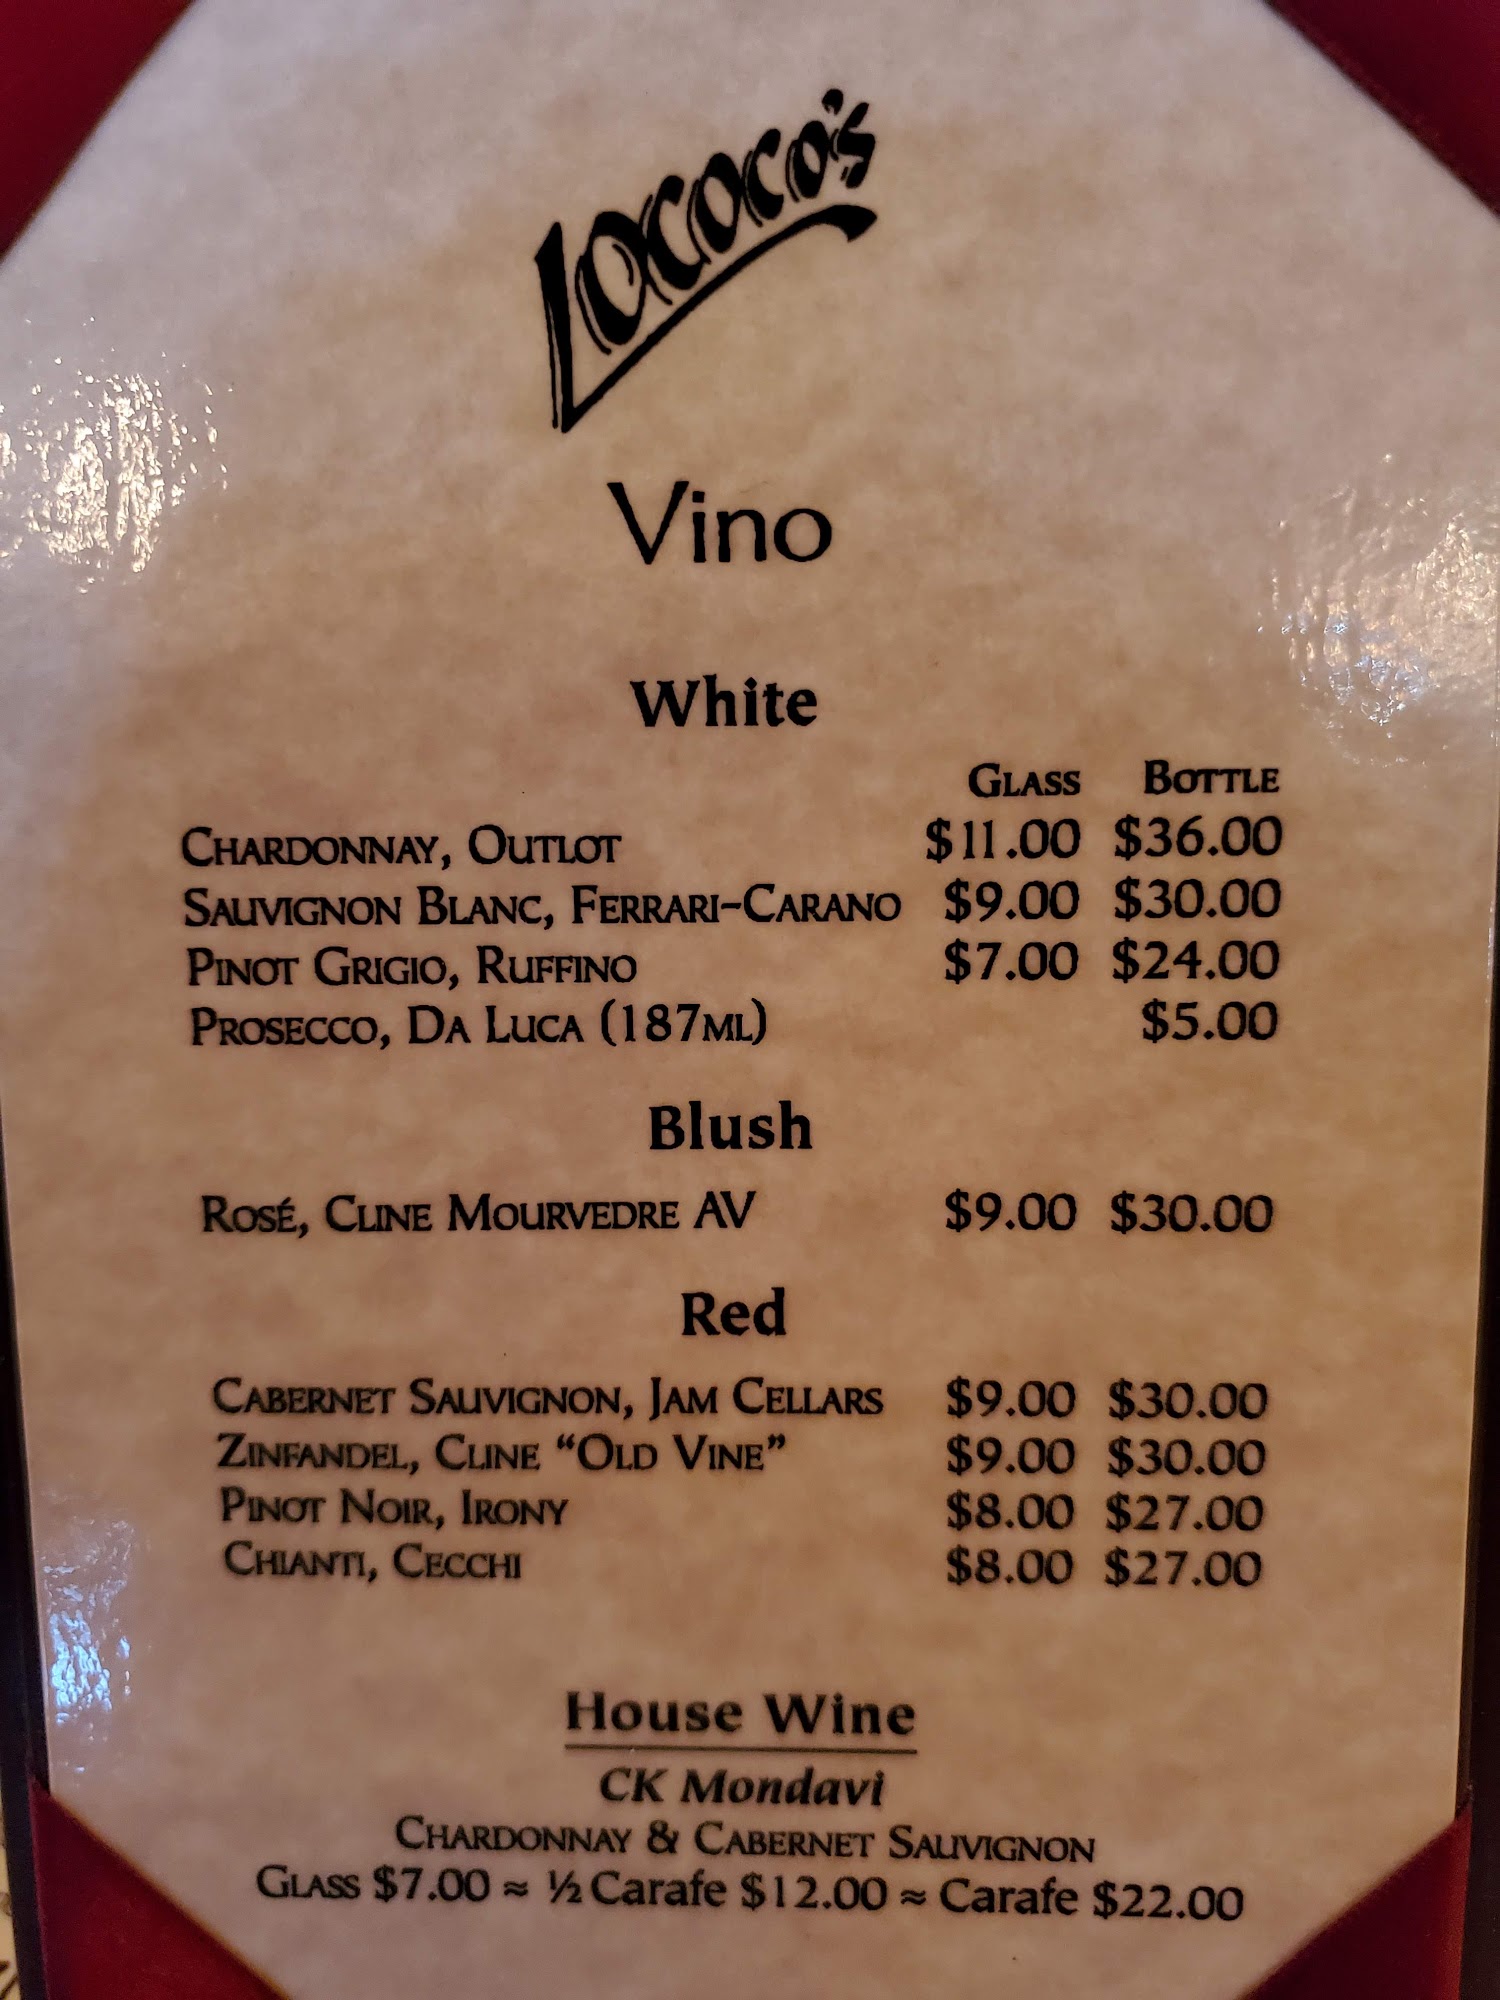 Lococo's
Vino
White
Glass Bottle
Chardonnay, Outlot $11.00 $36.00
Sauvignon Blanc, Ferrari-Carano $9.00 $30.00
Pinot Grigio, Ruffino $7.00 $24.00
Prosecco, Da Luca (187ml) $5.00
Blush
Rosé, Cline Mourvedre AV $9.00 $30.00
Red
Cabernet Sauvignon, Jam Cellars $9.00 $30.00
Zinfandel, Cline “Old Vine” $9.00 $30.00
Pinot Noir, Irony $8.00 $27.00
Chianti, Cecchi $8.00 $27.00
House Wine
CK Mondavi
Chardonnay & Cabernet Sauvignon
Glass $7.00 ≈ ½ Carafe $12.00 ≈ Carafe $22.00